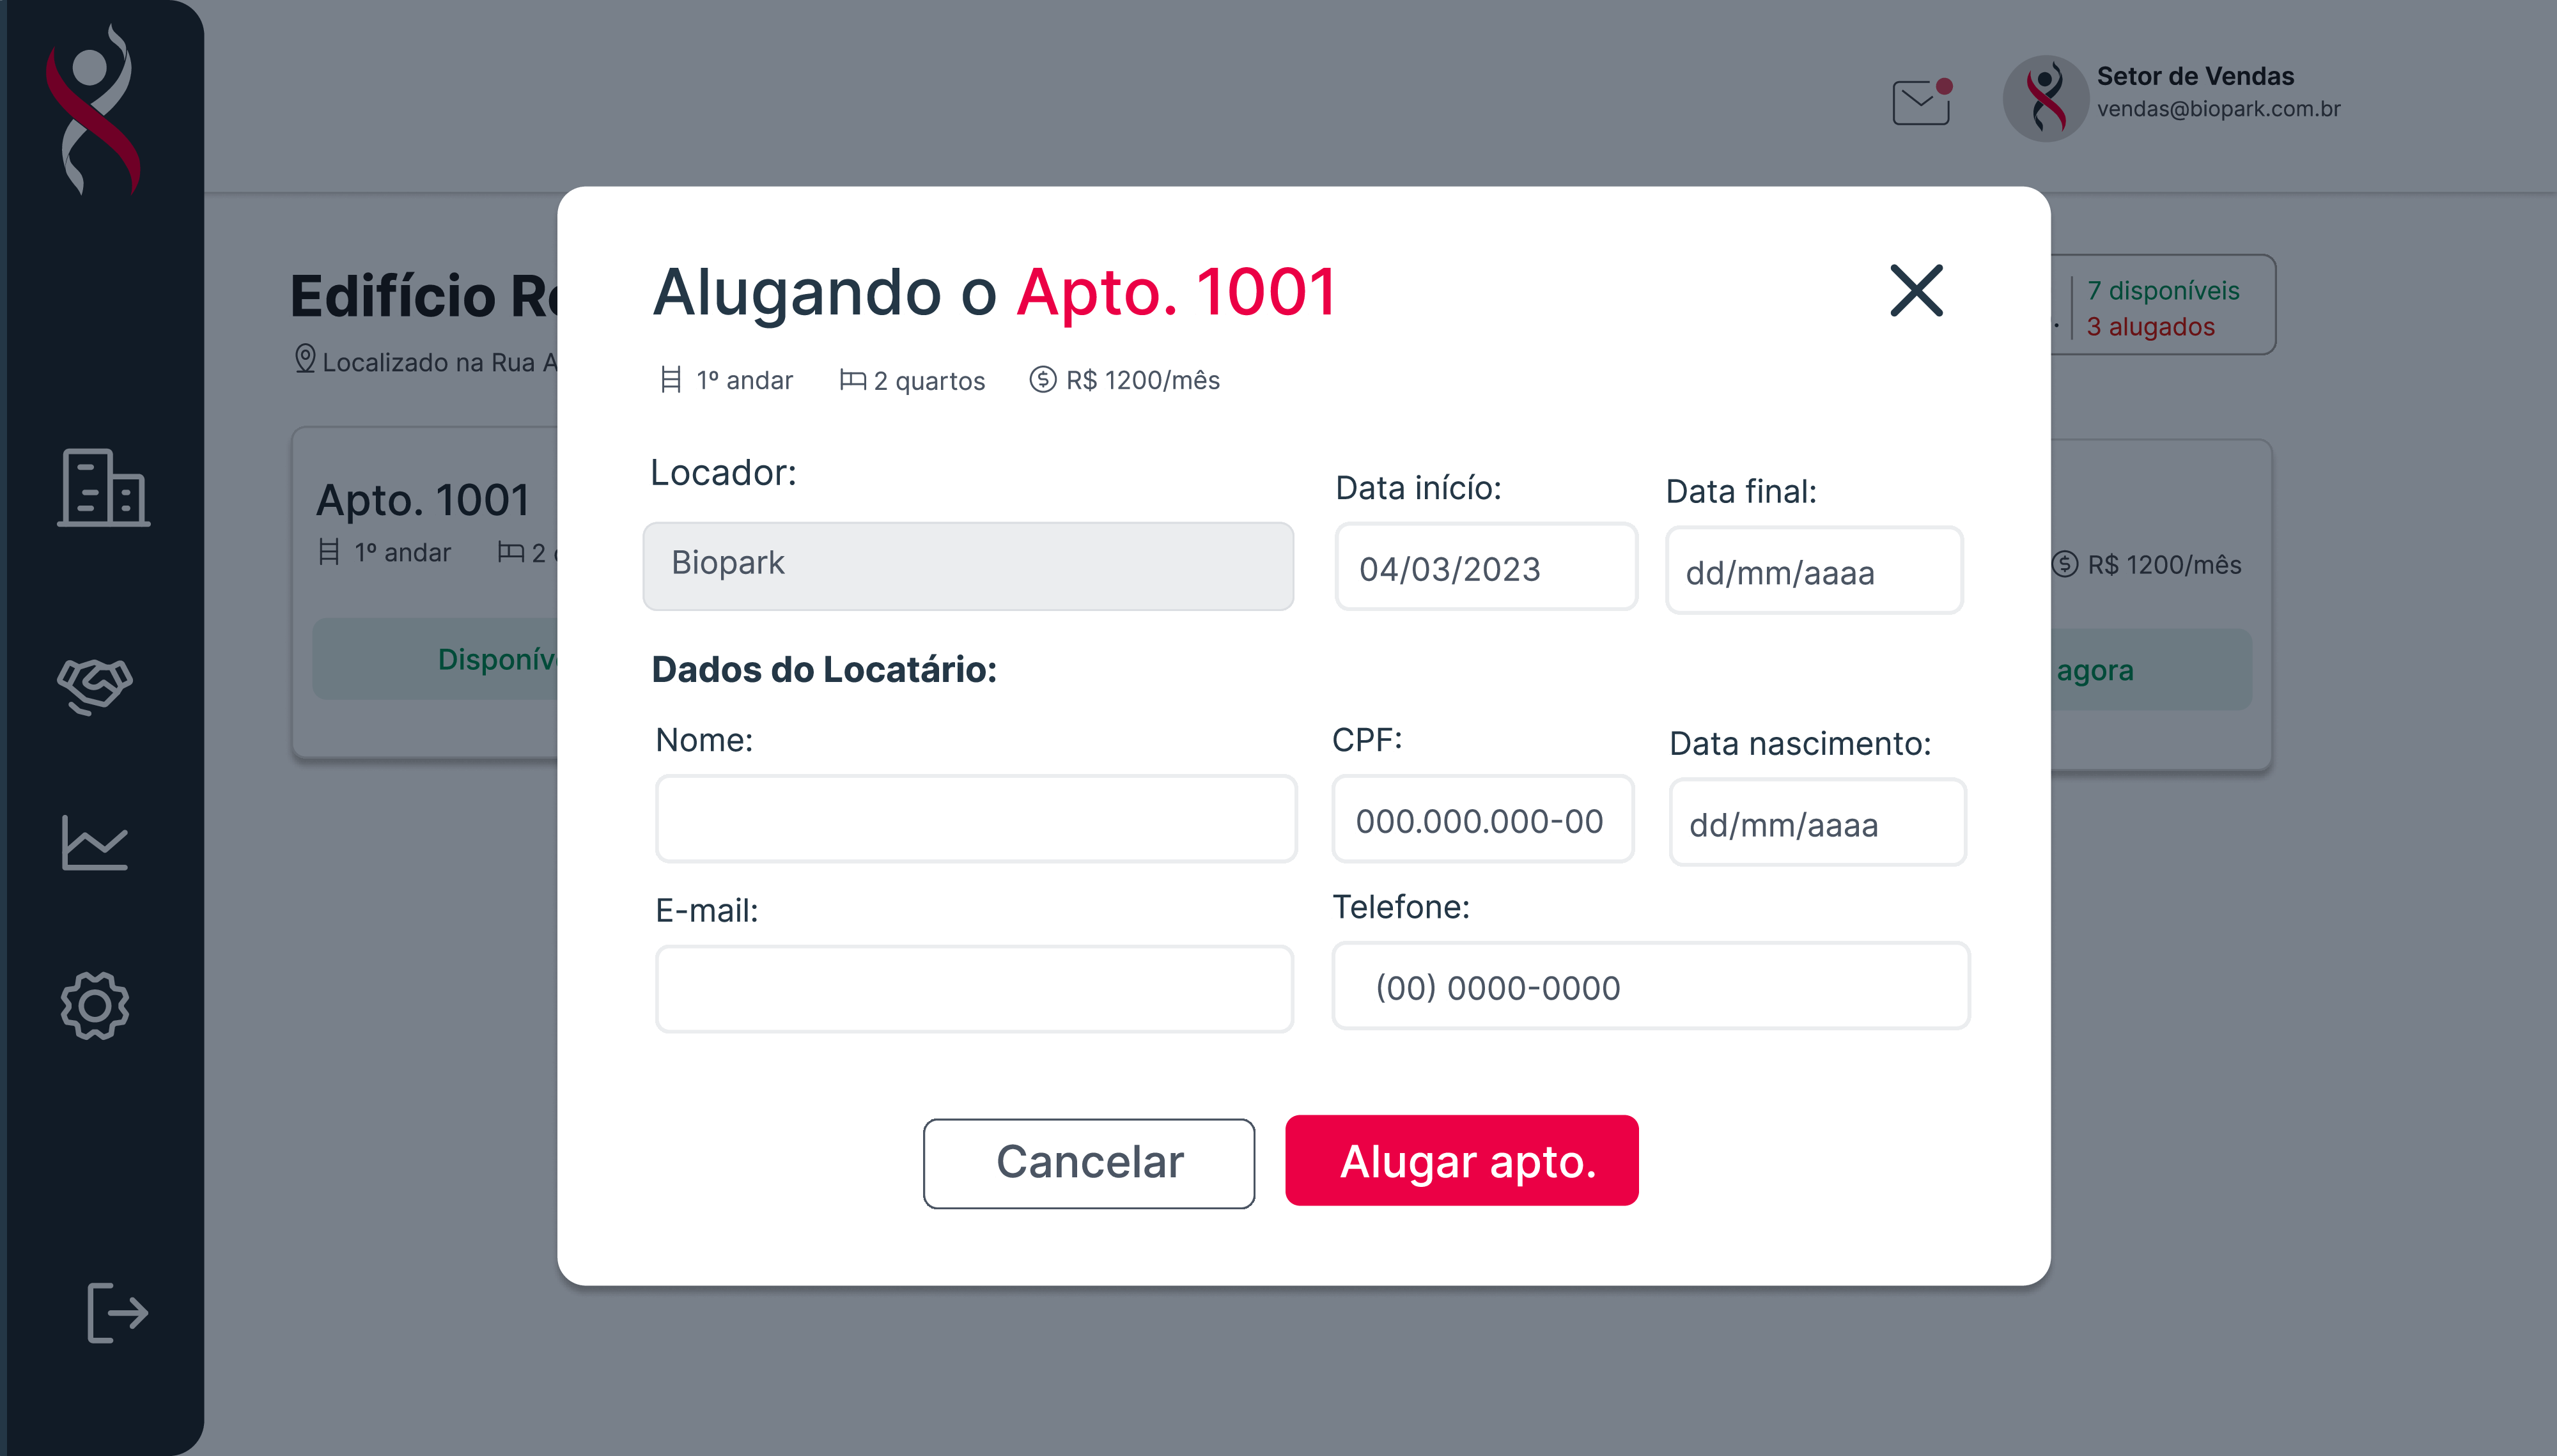 Setor de Vendas
vendas@biopark.com.br
Edifício
Localizado na Rua
7 disponíveis
3 alugados
Apto. 1001
1º andar
2
R$ 1200/mês
agora
Alugando o Apto. 1001
1º andar 2 quartos R$ 1200/mês
Locador:
Data incício:
Data final:
Biopark
04/03/2023
dd/mm/aaaa
Dados do Locatário:
Nome:
CPF:
Data nascimento:
000.000.000-00
dd/mm/aaaa
E-mail:
Telefone:
(00) 0000-0000
Cancelar
Alugar apto.